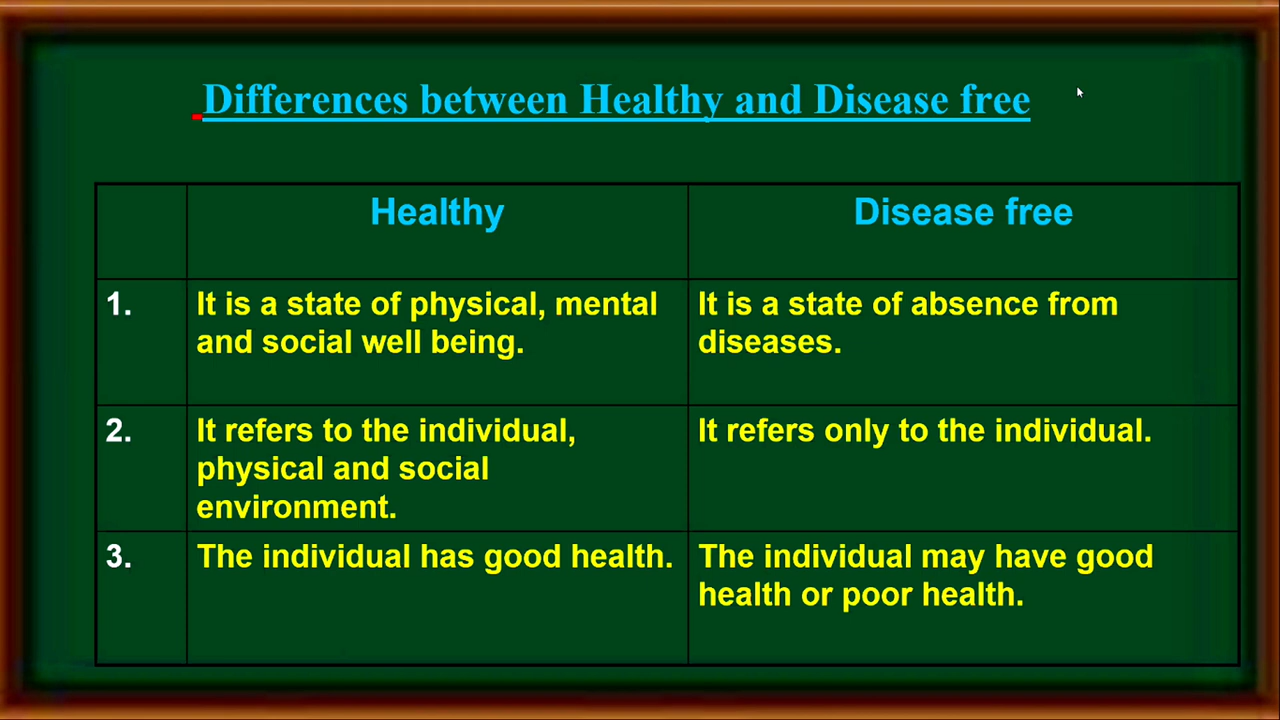 Differences between Healthy and Disease free
Healthy
Disease free
1.
It is a state of physical, mental
and social well being.
It is a state of absence from
diseases.
2.
It refers to the individual,
physical and social
environment.
It refers only to the individual.
3.
The individual has good health.
The individual may have good
health or poor health.